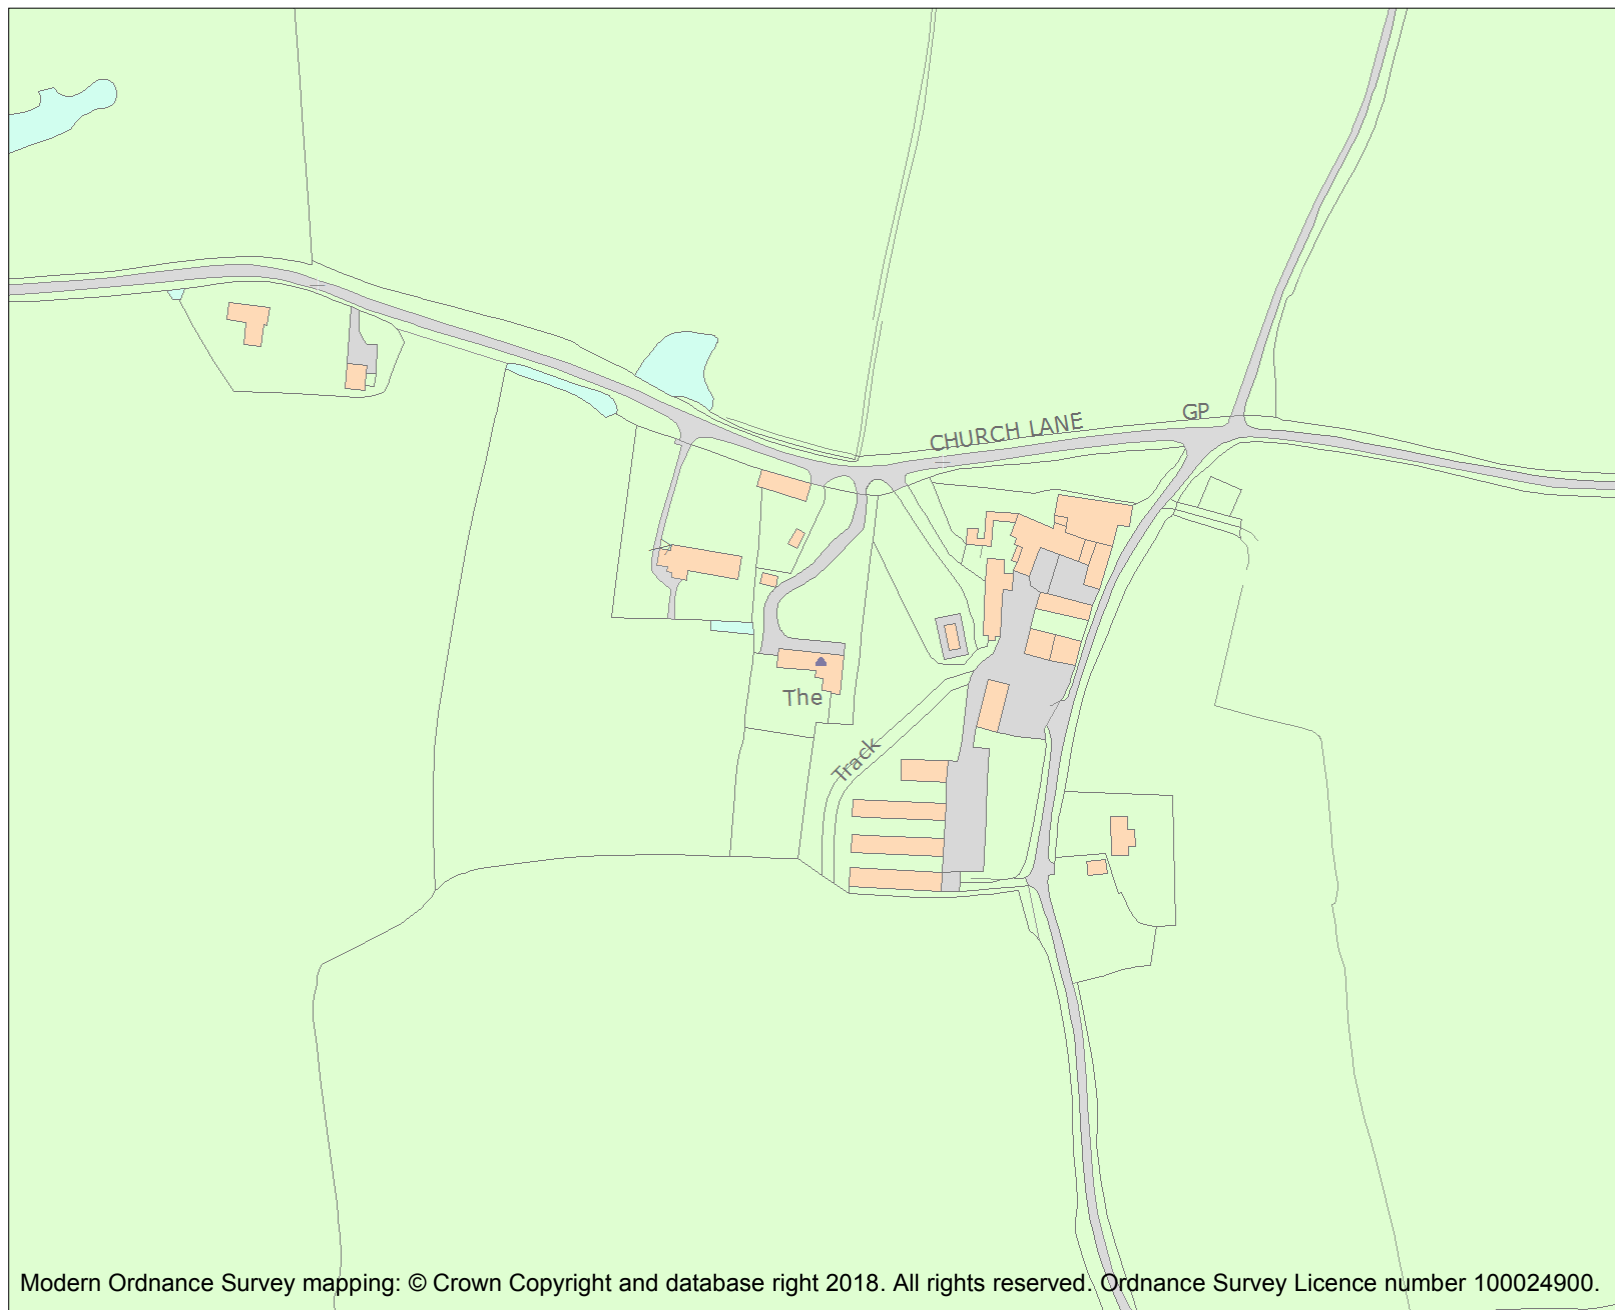 GP
CHURCH LANE
The
Track
Modern Ordnance Survey mapping: © Crown Copyright and database right 2018. All rights reserved. Ordnance Survey Licence number 100024900.